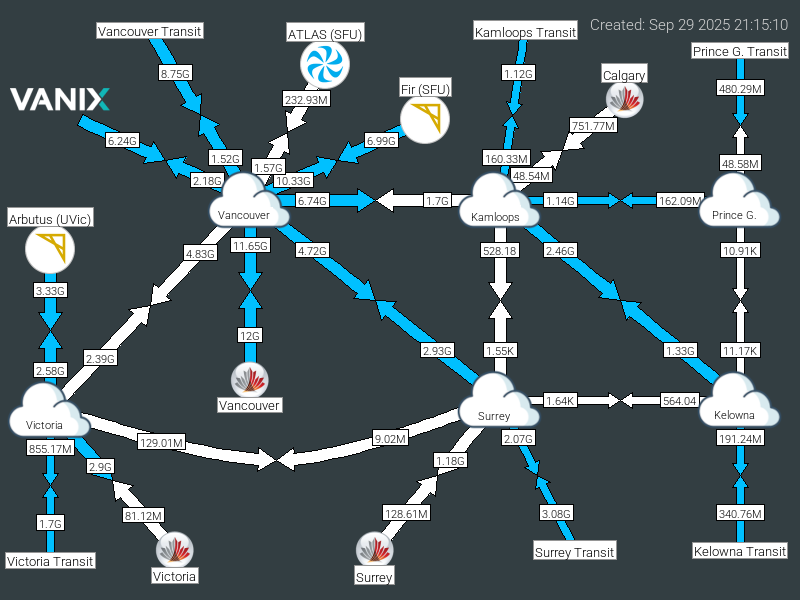 Created: Sep 29 2025 21:15:10
Vancouver Transit
ATLAS (SFU)
Kamloops Transit
Prince G. Transit
8.75G
1.12G
Calgary
480.29M
VANIX
232.93M
Fir (SFU)
751.77M
6.24G
6.99G
1.52G
1.57G
160.33M
48.58M
2.18G
10.33G
48.54M
6.74G
1.7G
1.14G
162.09M
Vancouver
Kamloops
Prince G.
Arbutus (UVic)
4.83G
11.65G
4.72G
528.18
2.46G
10.91K
3.33G
12G
2.39G
2.93G
1.55K
1.33G
11.17K
2.58G
Vancouver
1.64K
564.04
Victoria
Surrey
Kelowna
855.17M
129.01M
9.02M
2.07G
191.24M
2.9G
1.18G
1.7G
81.12M
128.61M
3.08G
340.76M
Victoria Transit
Victoria
Surrey
Surrey Transit
Kelowna Transit